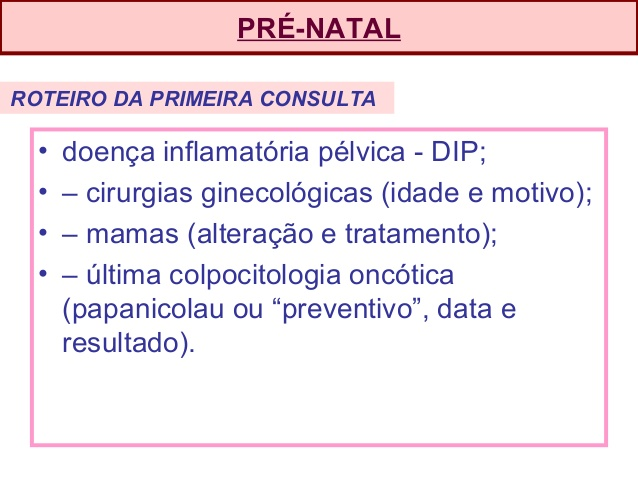 PRÉ-NATAL
ROTEIRO DA PRIMEIRA CONSULTA
• doença inflamatória pélvica - DIP;
• – cirurgias ginecológicas (idade e motivo);
• – mamas (alteração e tratamento);
• – última colpocitologia oncótica
(papanicolau ou “preventivo”, data e
resultado).